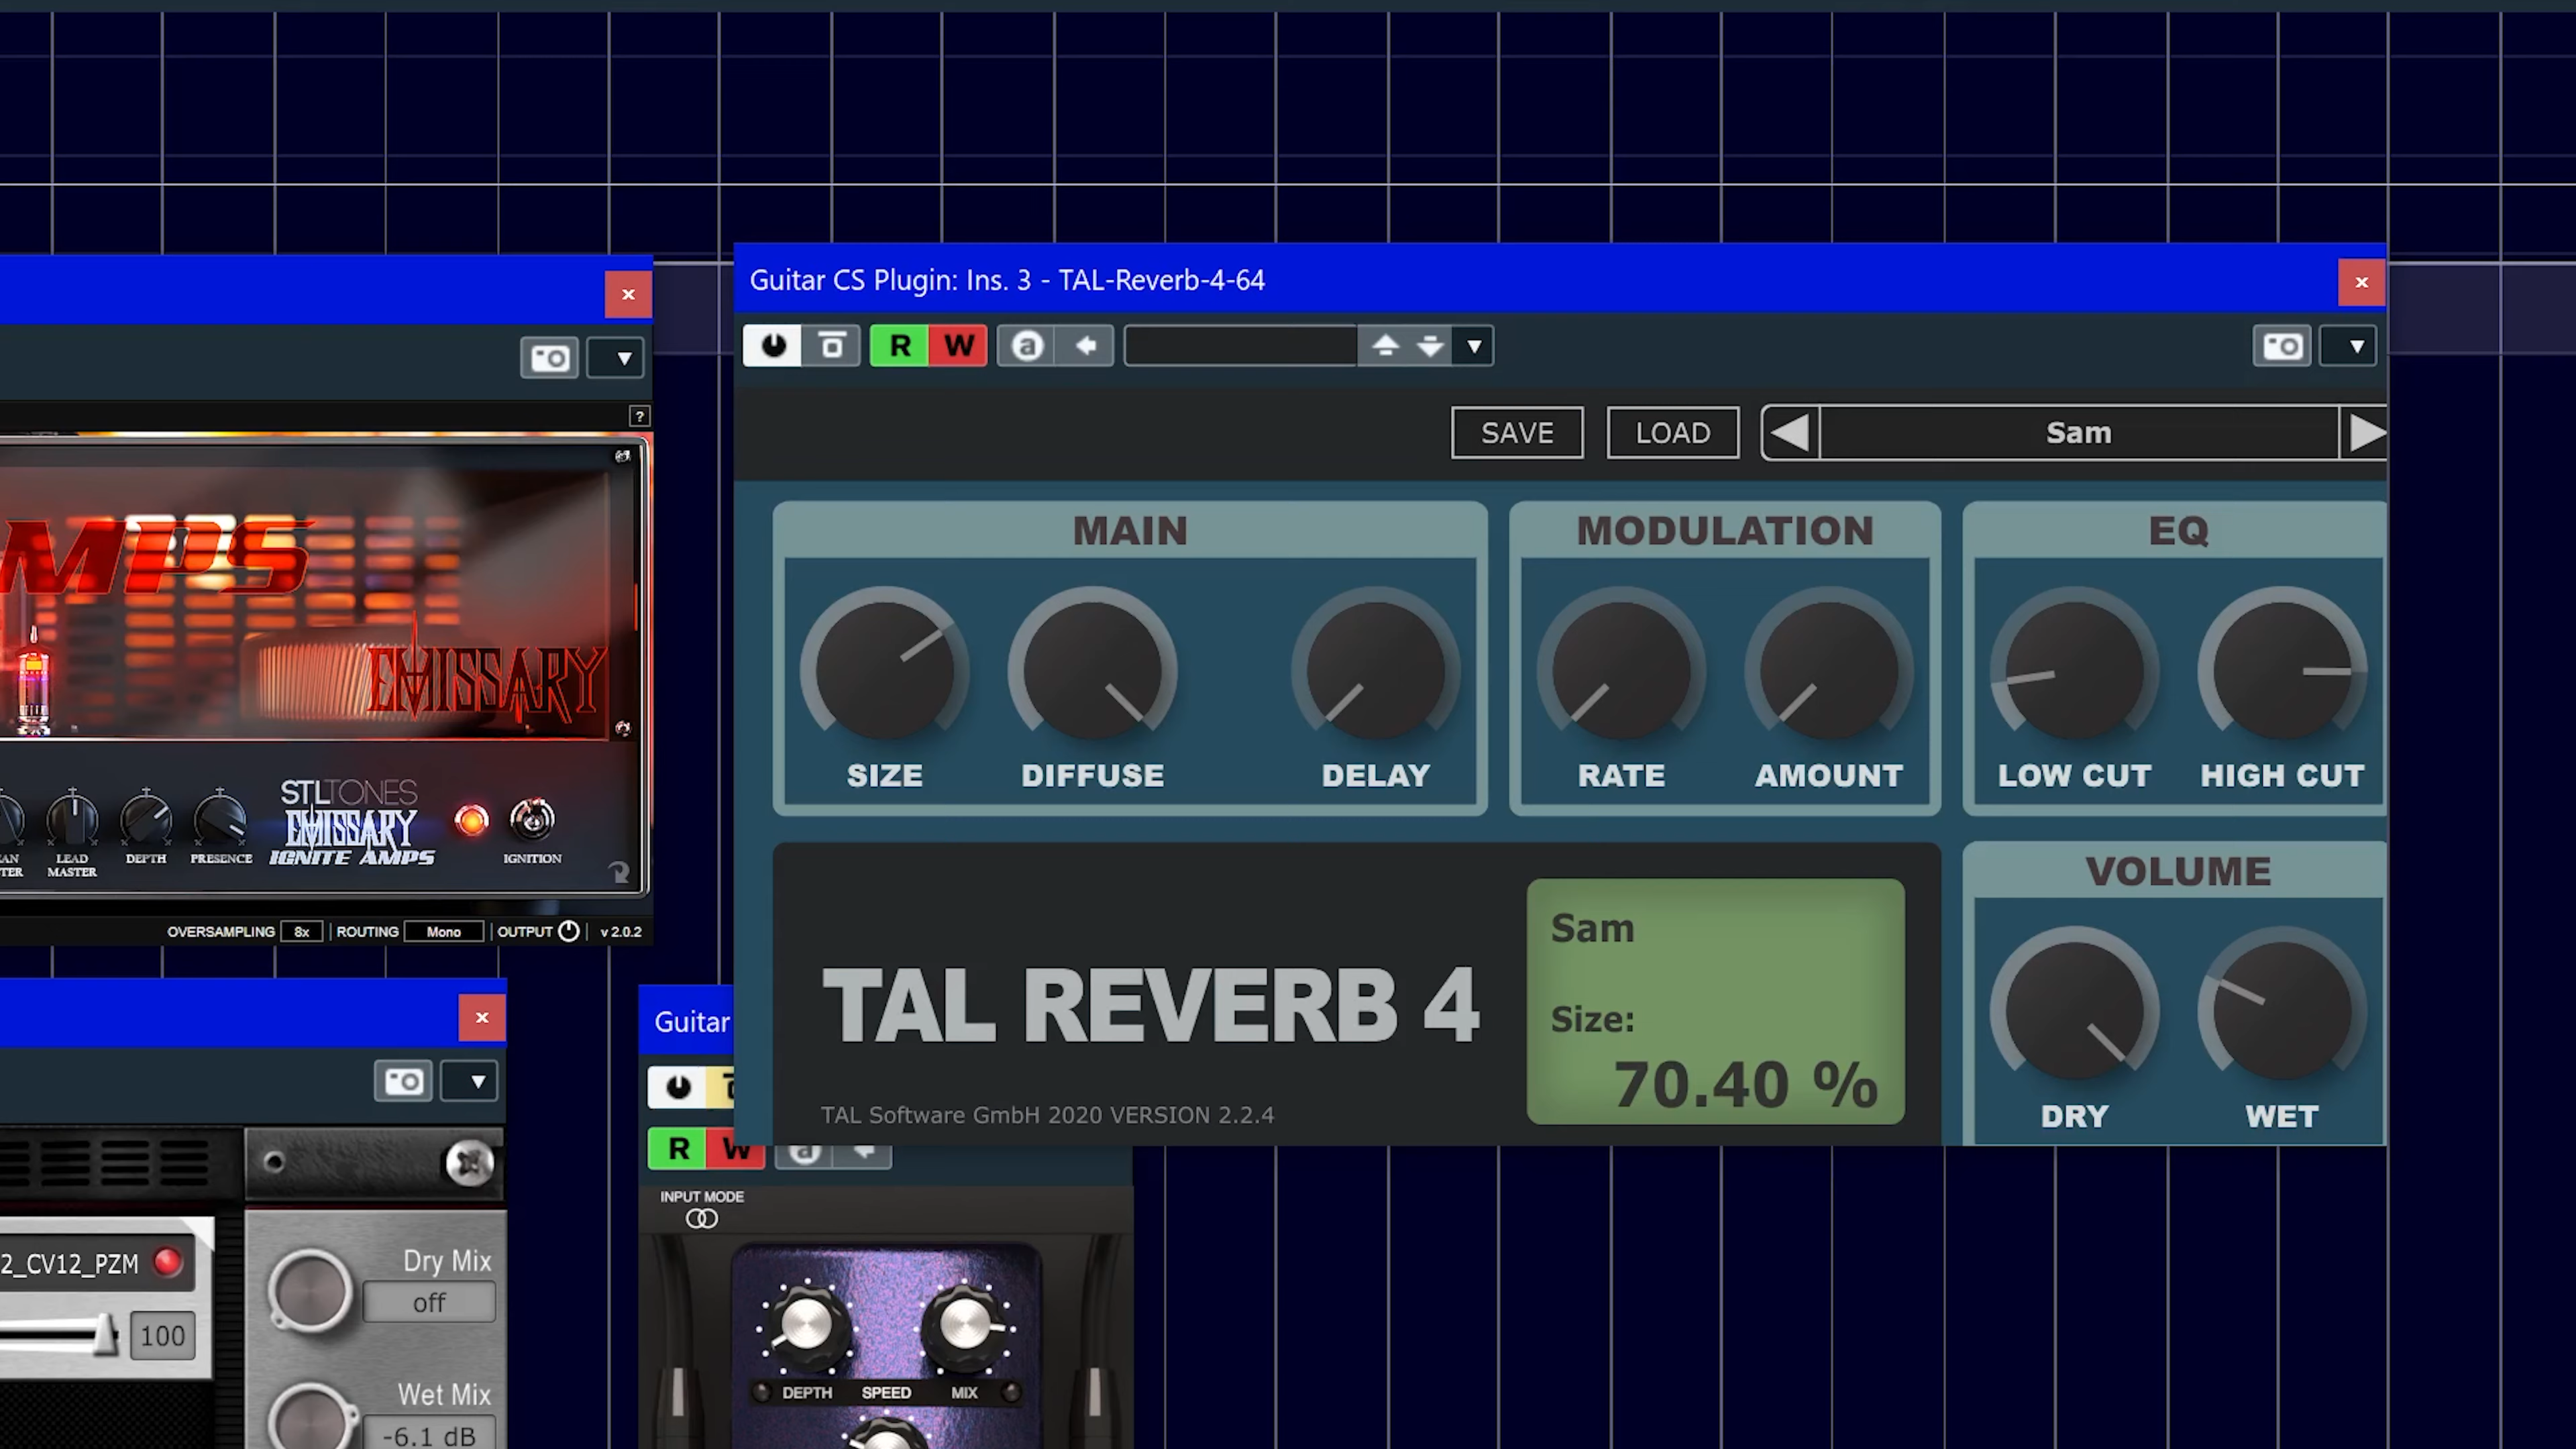 Guitar CS Plugin: Ins. 3 - TAL-Reverb-4-64
R W a
SAVE LOAD Sam
MAIN
SIZE DIFFUSE DELAY
MODULATION
RATE AMOUNT
EQ
LOW CUT HIGH CUT
TAL REVERB 4
TAL Software GmbH 2020 VERSION 2.2.4
Sam
Size:
70.40 %
VOLUME
DRY WET
?
EMISSARY
LEAD
MASTER
DEPTH
PRESENCE
STLTONES
EMISSARY
IGNITE AMPS
IGNITION
OVERSAMPLING 8x ROUTING Mono OUTPUT v 2.0.2
2_CV12_PZM
100
Dry Mix
off
Wet Mix
-6.1 dB
Guitar
R W a
INPUT MODE
DEPTH SPEED MIX